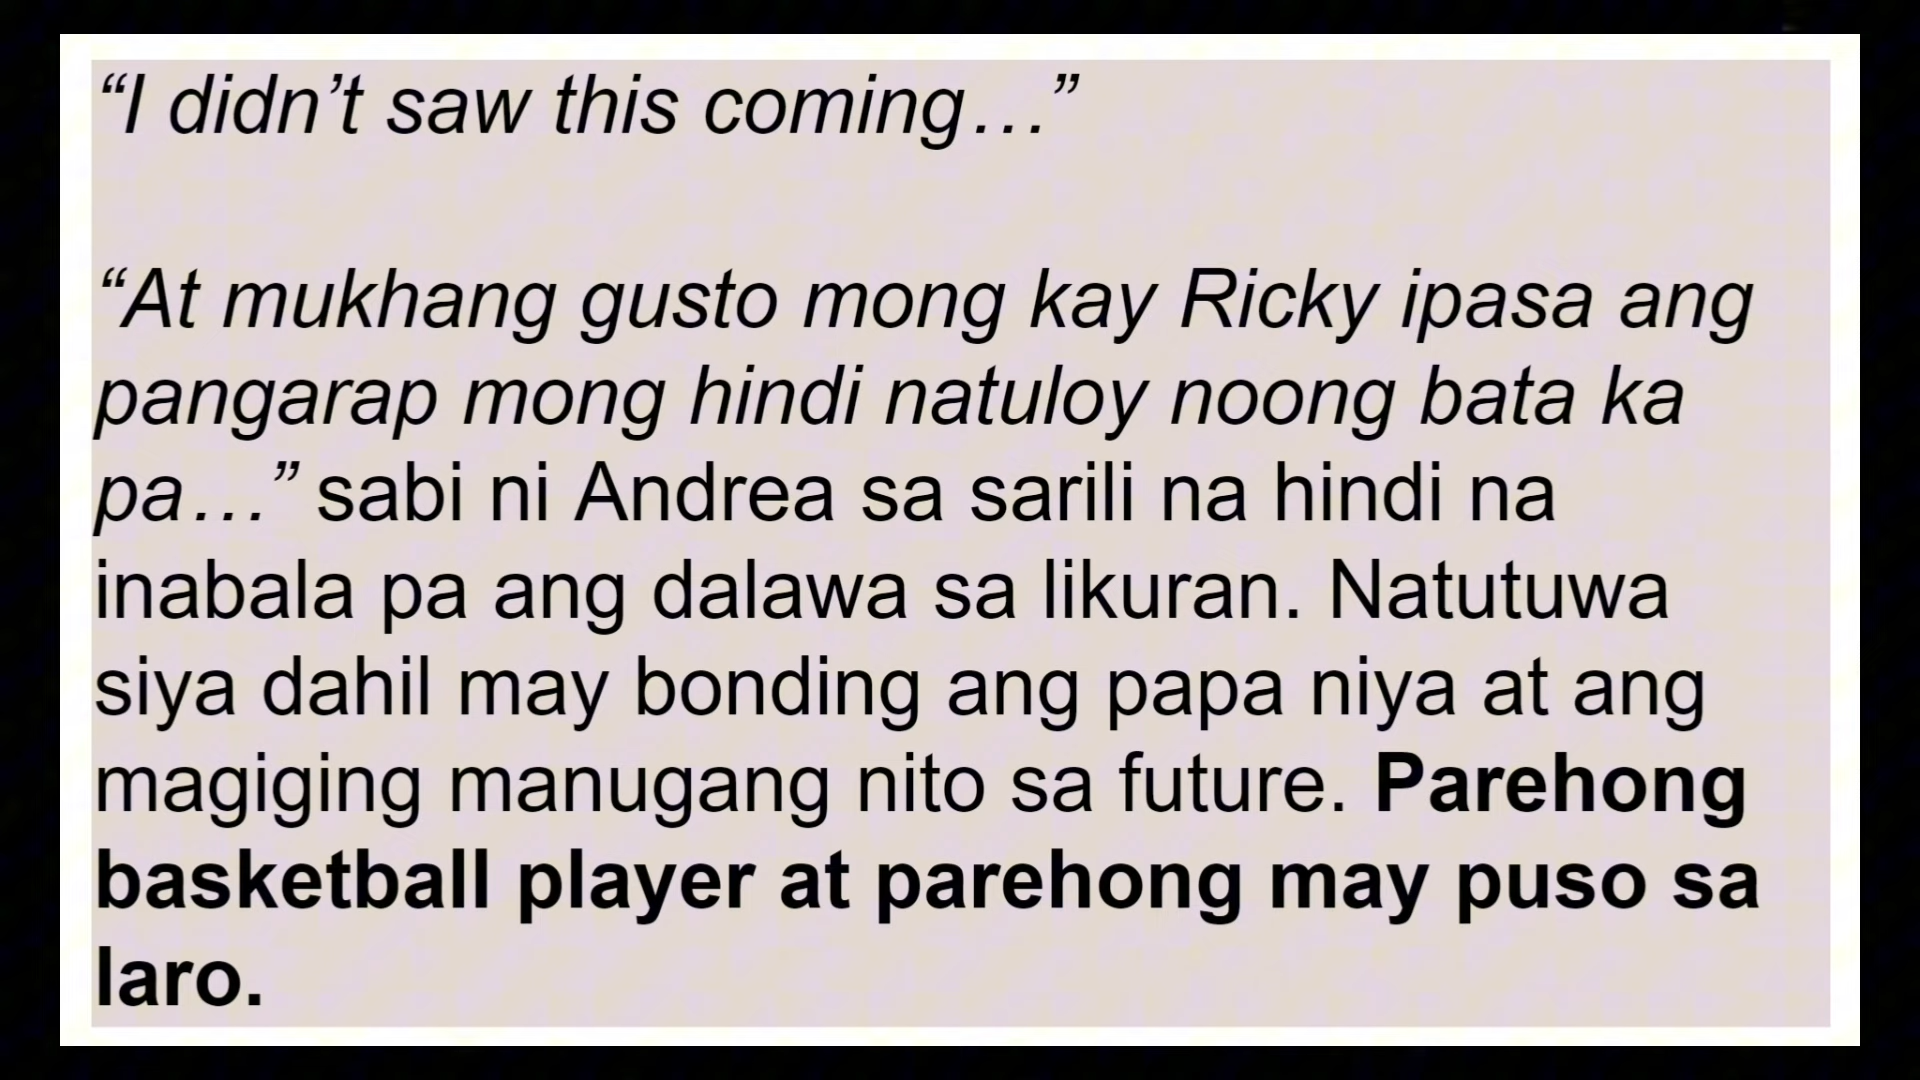 “I didn’t saw this coming…”
“At mukhang gusto mong kay Ricky ipasa ang
pangarap mong hindi natuloy noong bata ka
pa…” sabi ni Andrea sa sarili na hindi na
inabala pa ang dalawa sa likuran. Natutuwa
siya dahil may bonding ang papa niya at ang
magiging manugang nito sa future. Parehong
basketball player at parehong may puso sa
laro.